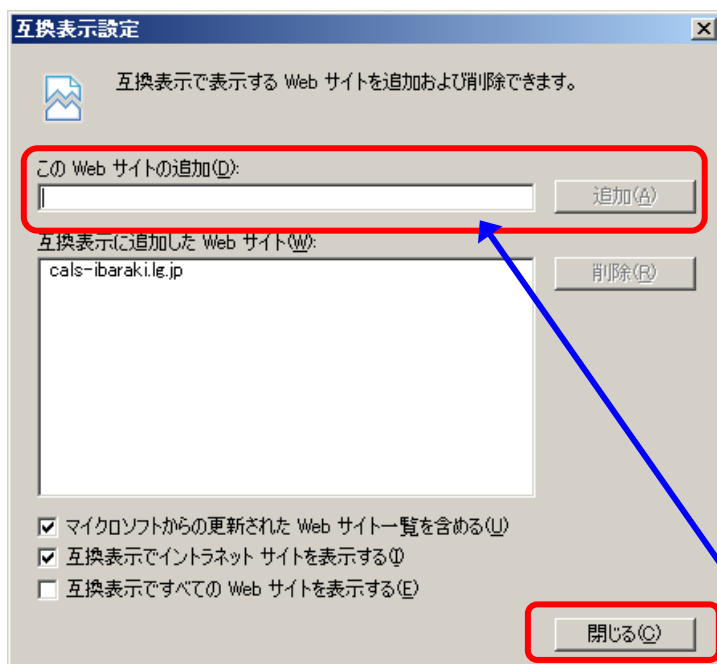 互換表示設定
互換表示で表示する Web サイトを追加および削除できます。
この Web サイトの追加(D):
追加(A)
互換表示に追加した Web サイト(W):
cals-ibaraki.lg.jp
削除(R)
マイクロソフトからの更新された Web サイト一覧を含める(U)
互換表示でイントラネット サイトを表示する(I)
互換表示ですべての Web サイトを表示する(E)
閉じる(C)